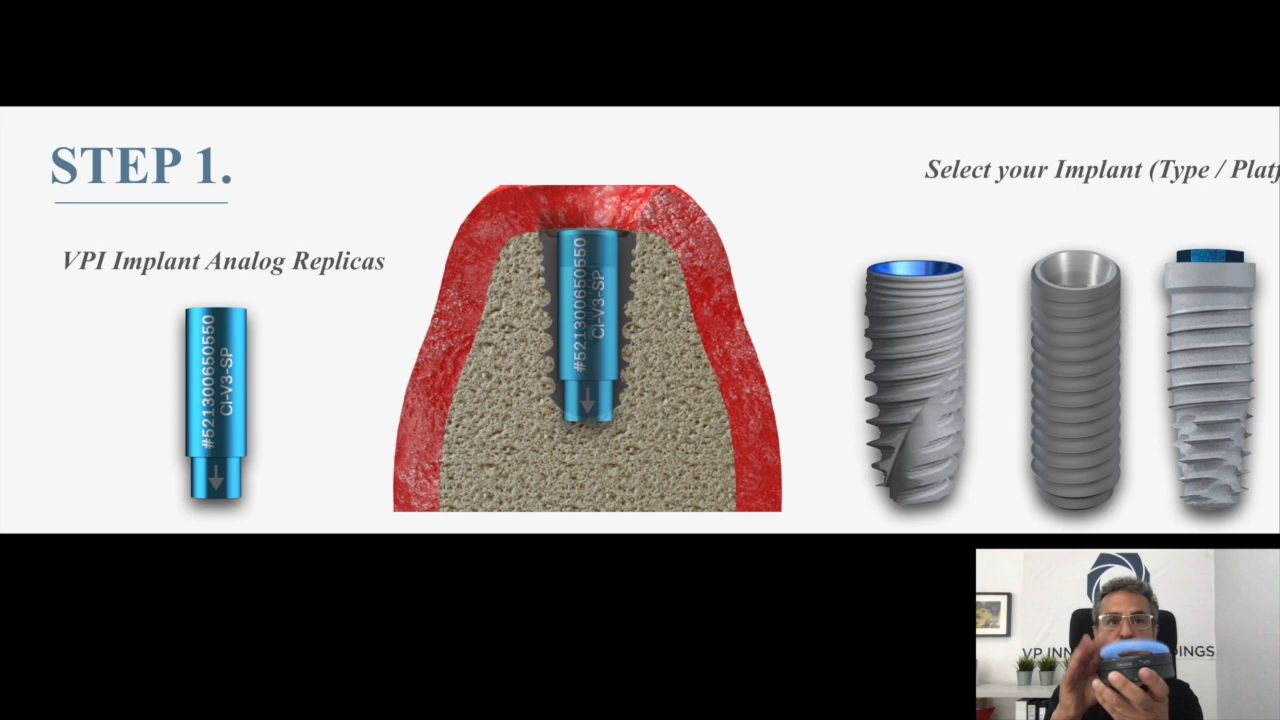 STEP 1.
Select your Implant (Type / Platf
VPI Implant Analog Replicas
#521300650550
CI-V3-SP
#521300650550
CI-V3-SP
VP INN DINGS